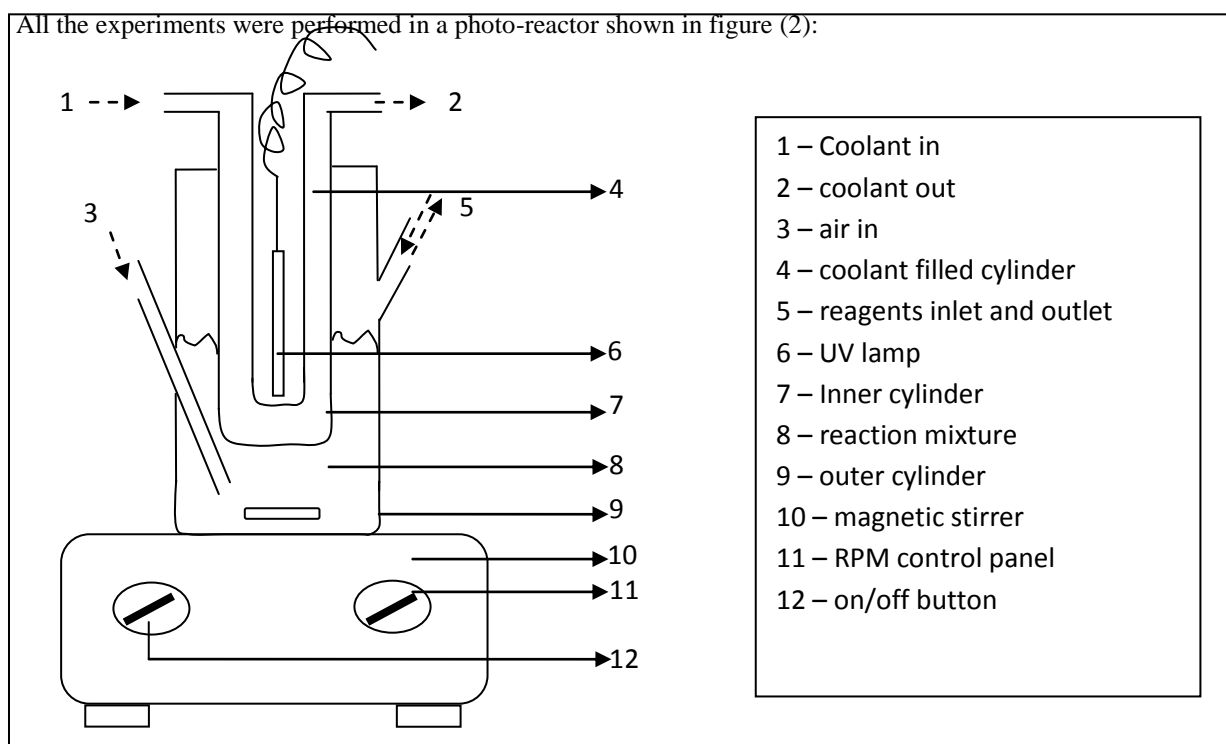 All the experiments were performed in a photo-reactor shown in figure (2):
1
2
3
4
5
6
7
8
9
10
11
12
1 – Coolant in
2 – coolant out
3 – air in
4 – coolant filled cylinder
5 – reagents inlet and outlet
6 – UV lamp
7 – Inner cylinder
8 – reaction mixture
9 – outer cylinder
10 – magnetic stirrer
11 – RPM control panel
12 – on/off button